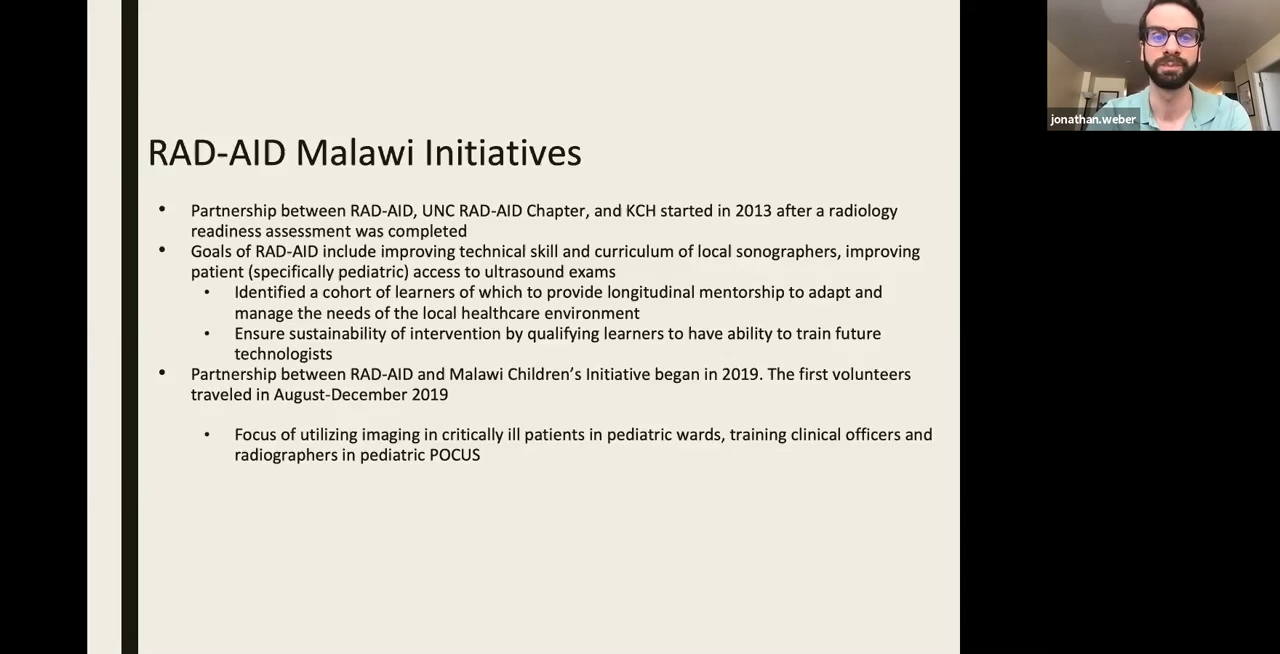 RAD-AID Malawi Initiatives
• Partnership between RAD-AID, UNC RAD-AID Chapter, and KCH started in 2013 after a radiology
readiness assessment was completed
• Goals of RAD-AID include improving technical skill and curriculum of local sonographers, improving
patient (specifically pediatric) access to ultrasound exams
• Identified a cohort of learners of which to provide longitudinal mentorship to adapt and
manage the needs of the local healthcare environment
• Ensure sustainability of intervention by qualifying learners to have ability to train future
technologists
• Partnership between RAD-AID and Malawi Children’s Initiative began in 2019. The first volunteers
traveled in August-December 2019
• Focus of utilizing imaging in critically ill patients in pediatric wards, training clinical officers and
radiographers in pediatric POCUS
jonathan.weber